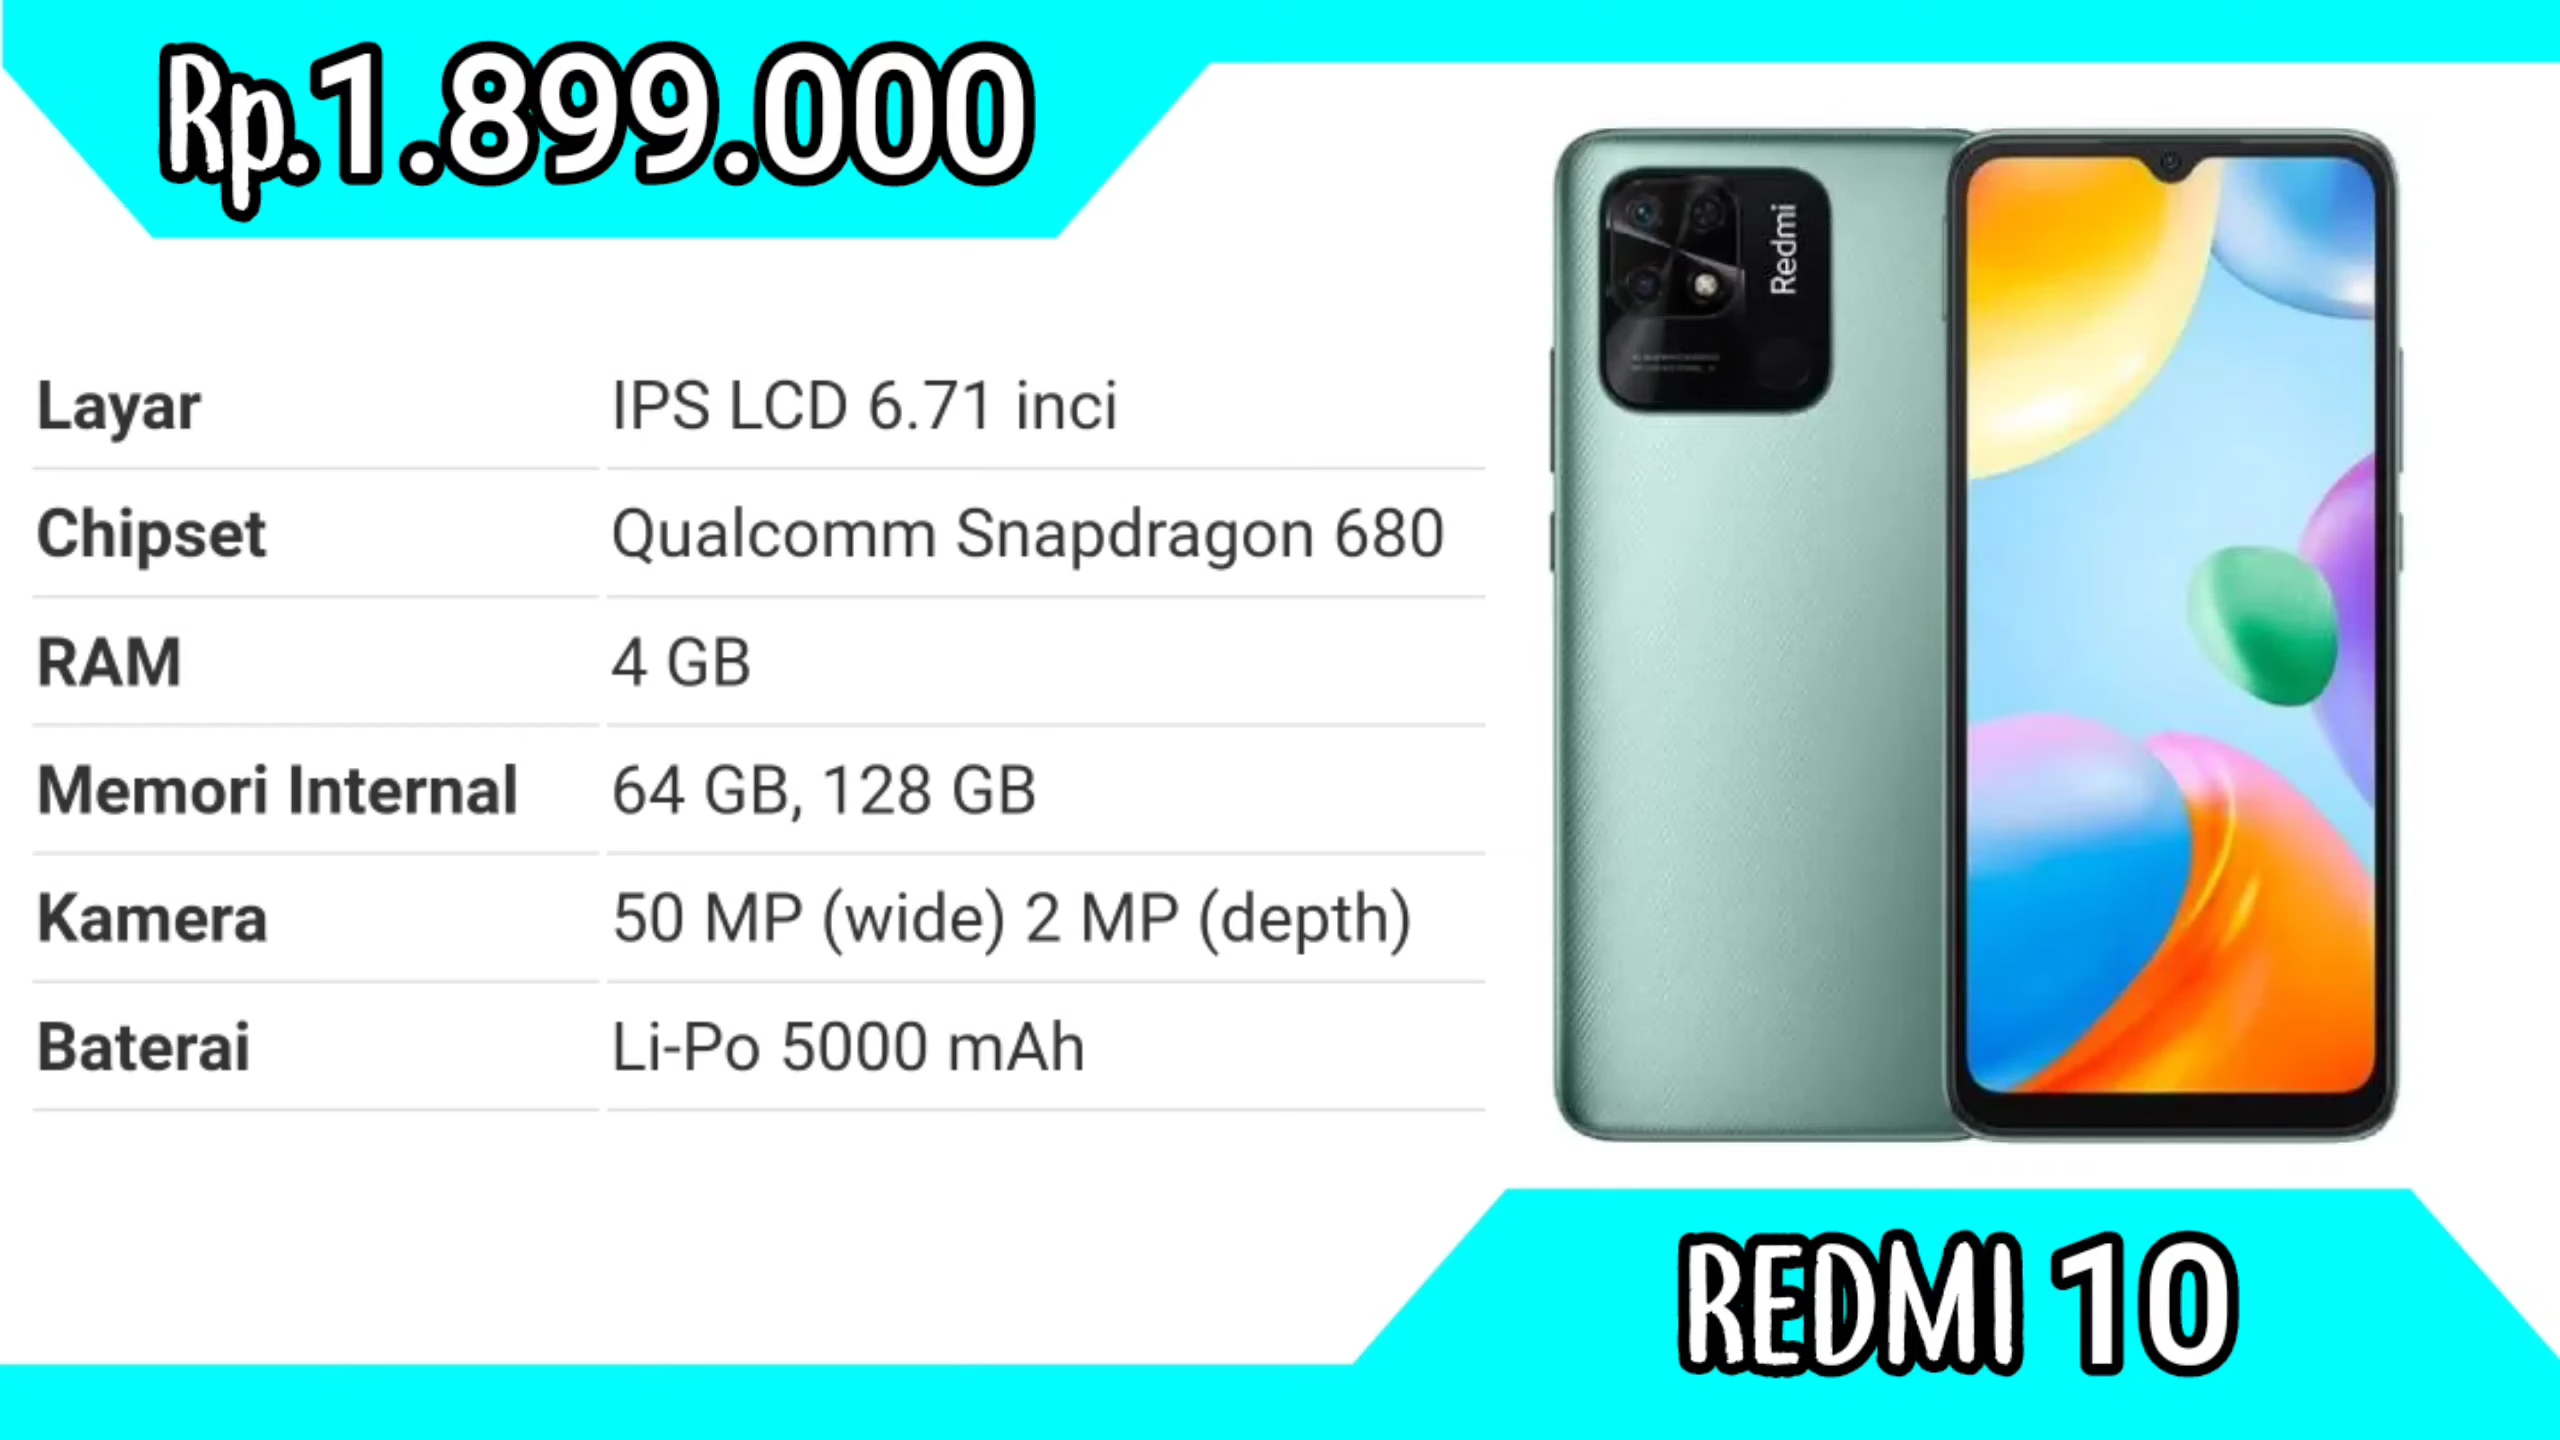 Rp.1.899.000
Redmi
Layar IPS LCD 6.71 inci
Chipset Qualcomm Snapdragon 680
RAM 4 GB
Memori Internal 64 GB, 128 GB
Kamera 50 MP (wide) 2 MP (depth)
Baterai Li-Po 5000 mAh
REDMI 10